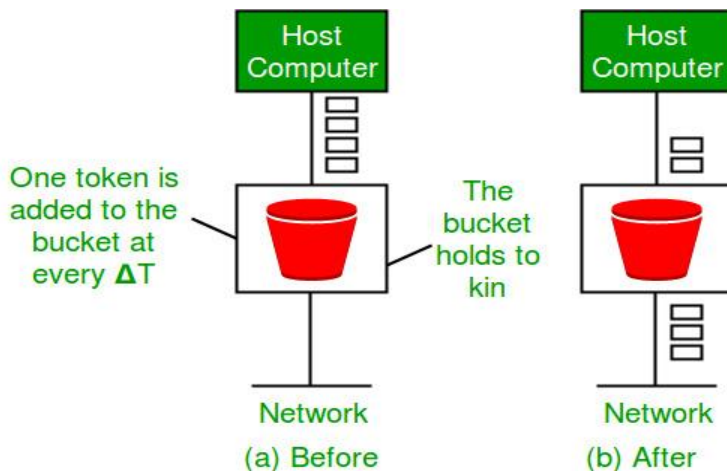 Host
Computer
One token is
added to the
bucket at
every ΔT
The
bucket
holds to
kin
Network
(a) Before
Host
Computer
Network
(b) After